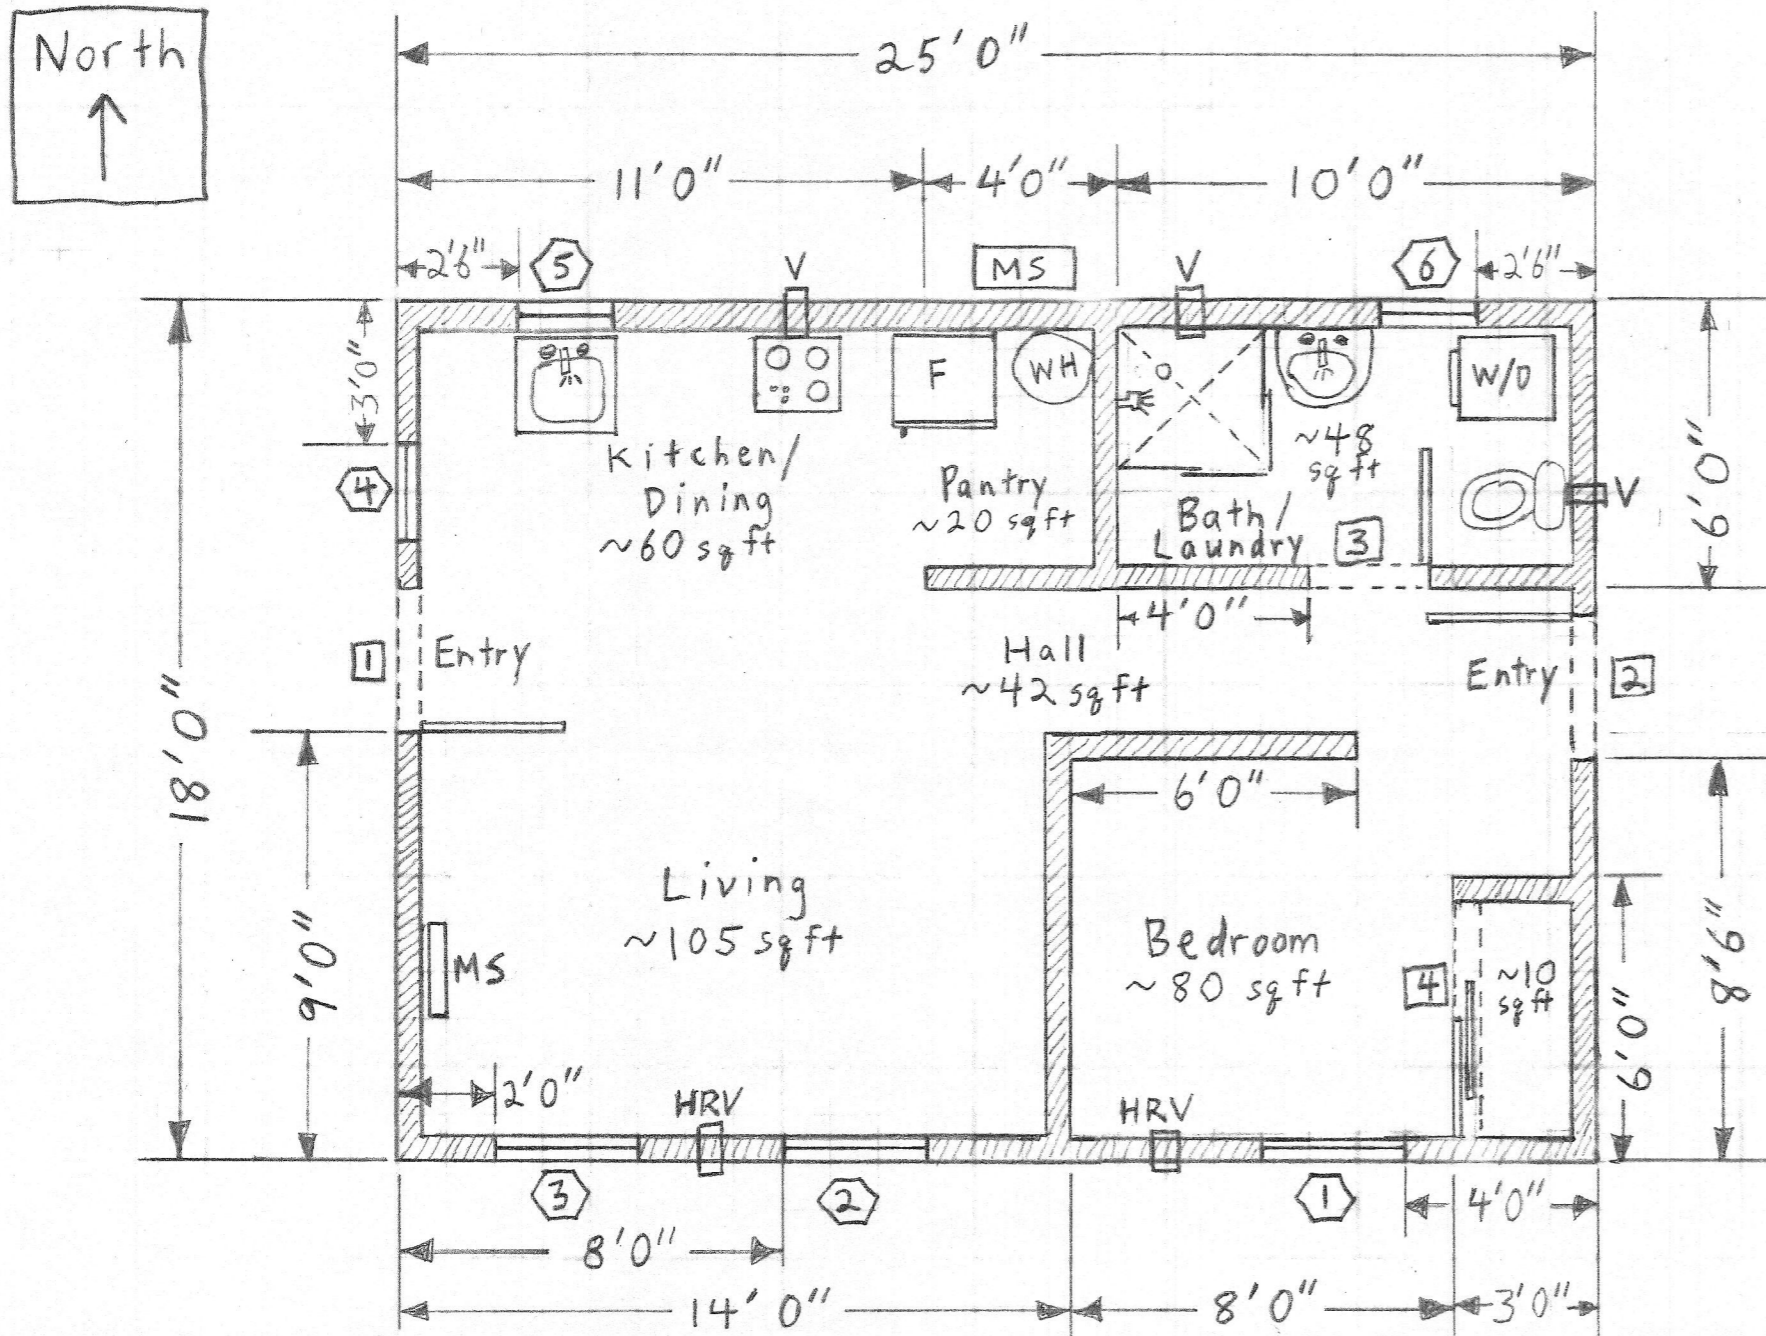 North
25'0"
11'0"
4'0"
10'0"
2'6"
5
V
MS
V
6
2'6"
3'0"
F
WH
W/D
Kitchen/
Dining
~60 sq ft
Pantry
~20 sq ft
~48
sq ft
Bath/
Laundry
3
4
V
6'0"
4'0"
1
Entry
Hall
~42 sq ft
Entry
2
18'0"
9'0"
6'0"
Living
~105 sq ft
MS
Bedroom
~80 sq ft
4
~10
sq ft
6'0"
8'6"
2'0"
HRV
HRV
3
2
1
4'0"
8'0"
14'0"
8'0"
3'0"